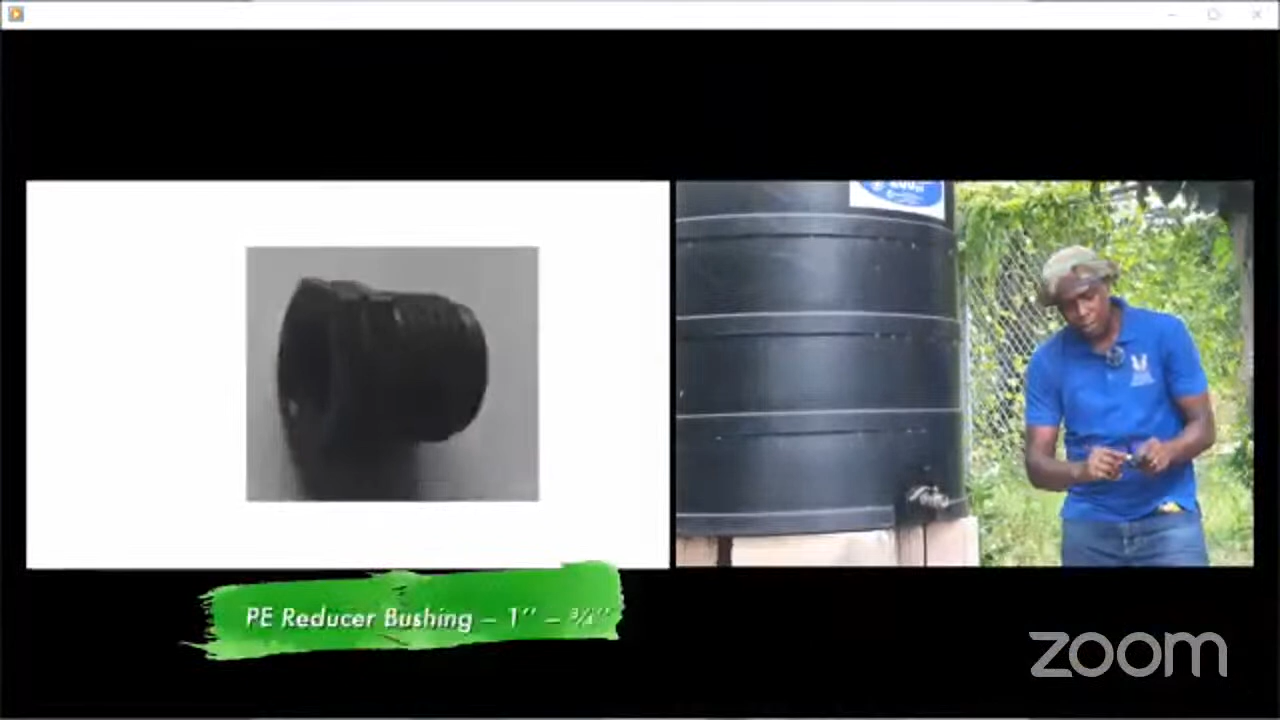 PE Reducer Bushing – 1’’ – ¾’’
zoom